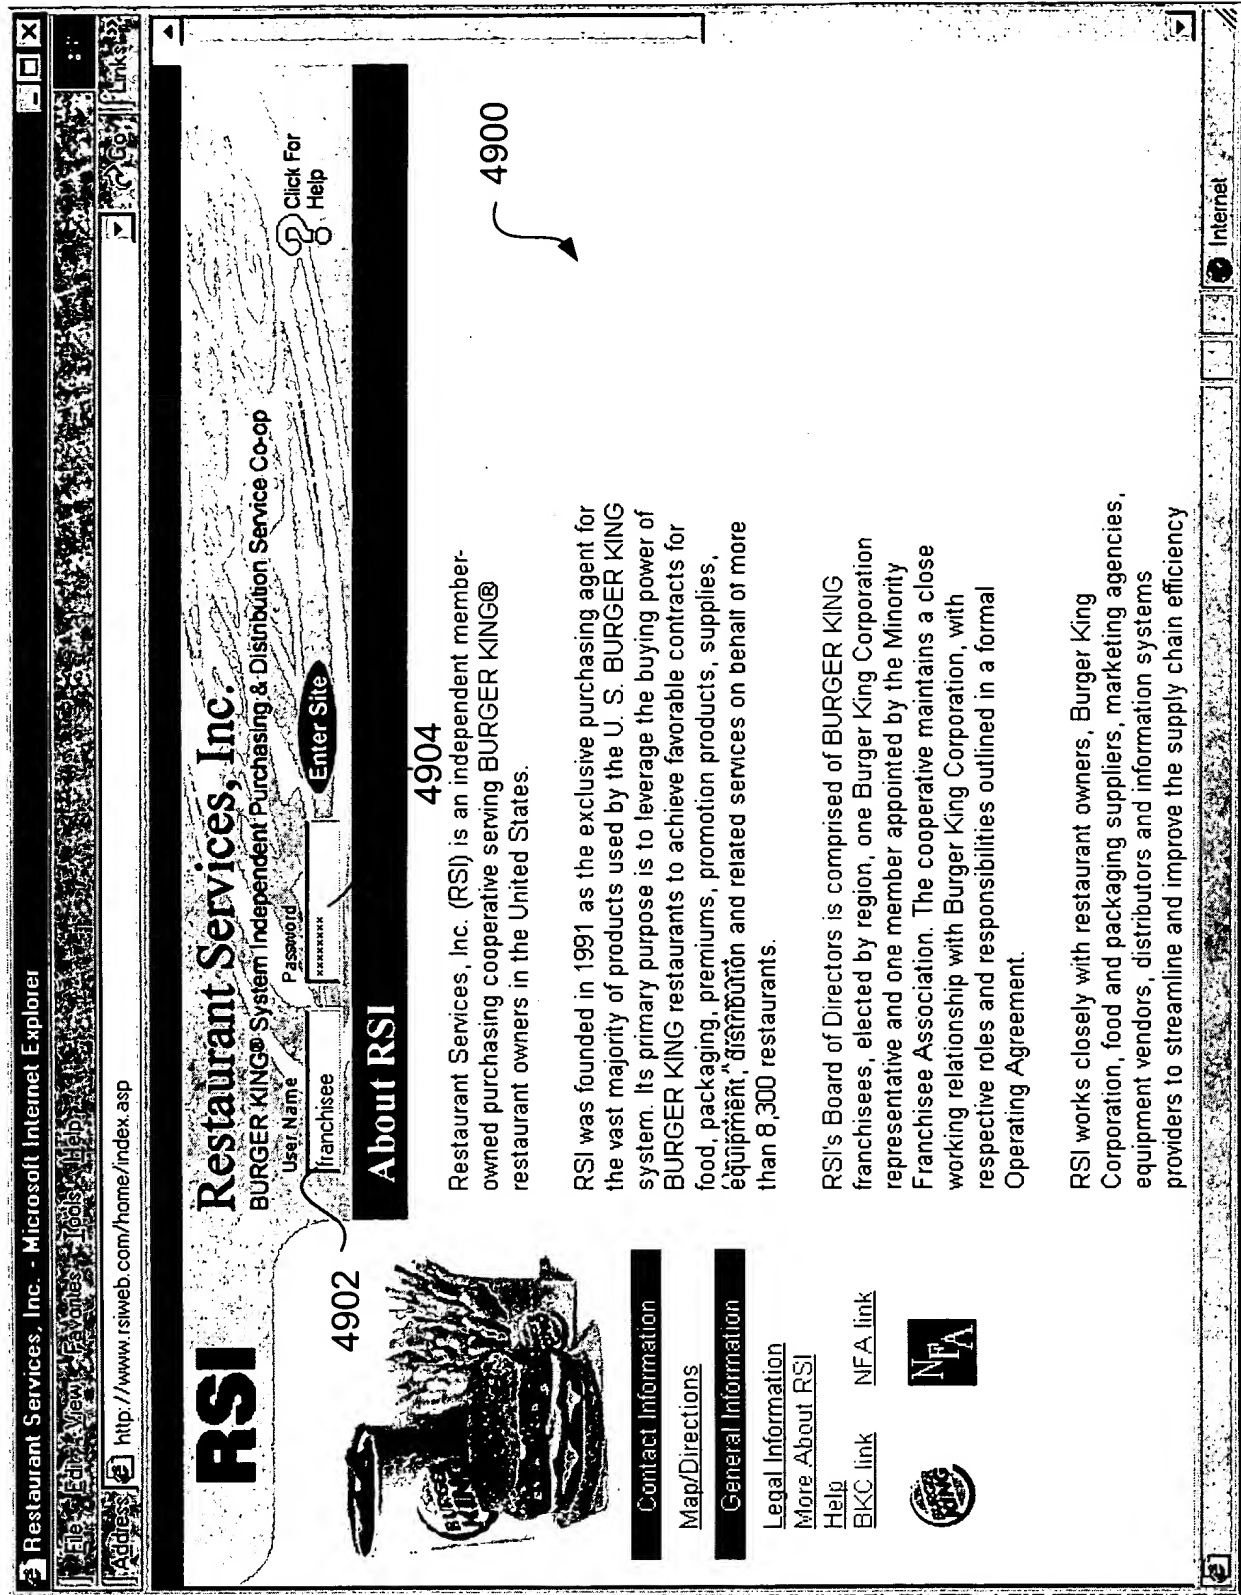 Restaurant Services, Inc. - Microsoft Internet Explorer
File Edit View Favorites Tools Help
Address http://www.rsiweb.com/home/index.asp Go Links »
RSI
Restaurant Services, Inc.
BURGER KING® System Independent Purchasing & Distribution Service Co-op
User Name Password
franchisee xxxxxxxx Enter Site
Click For
Help
4902
4904
4900
About RSI
Restaurant Services, Inc. (RSI) is an independent member-
owned purchasing cooperative serving BURGER KING®
restaurant owners in the United States.
RSI was founded in 1991 as the exclusive purchasing agent for
the vast majority of products used by the U. S. BURGER KING
system. Its primary purpose is to leverage the buying power of
BURGER KING restaurants to achieve favorable contracts for
food, packaging, premiums, promotion products, supplies,
equipment, distribution and related services on behalf of more
than 8,300 restaurants.
RSI's Board of Directors is comprised of BURGER KING
franchisees, elected by region, one Burger King Corporation
representative and one member appointed by the Minority
Franchisee Association. The cooperative maintains a close
working relationship with Burger King Corporation, with
respective roles and responsibilities outlined in a formal
Operating Agreement.
RSI works closely with restaurant owners, Burger King
Corporation, food and packaging suppliers, marketing agencies,
equipment vendors, distributors and information systems
providers to streamline and improve the supply chain efficiency
BURGER
KING
Contact Information
Map/Directions
General Information
Legal Information
More About RSI
Help
BKC link NFA link
BURGER
KING
NFA
Internet